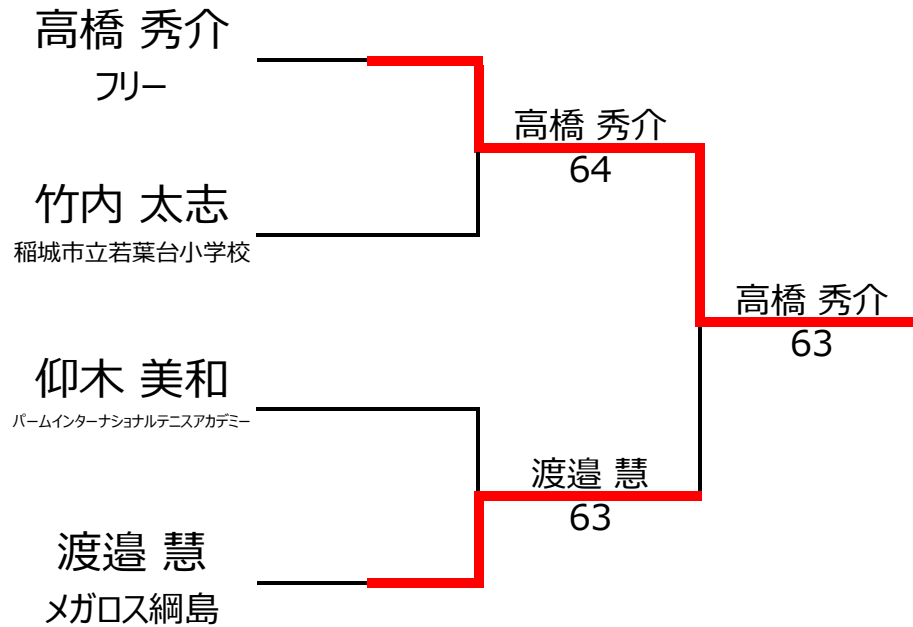 高橋 秀介
フリー
竹内 太志
稲城市立若葉台小学校
仰木 美和
パームインターナショナルテニスアカデミー
渡邉 慧
メガロス綱島
高橋 秀介
64
渡邉 慧
63
高橋 秀介
63